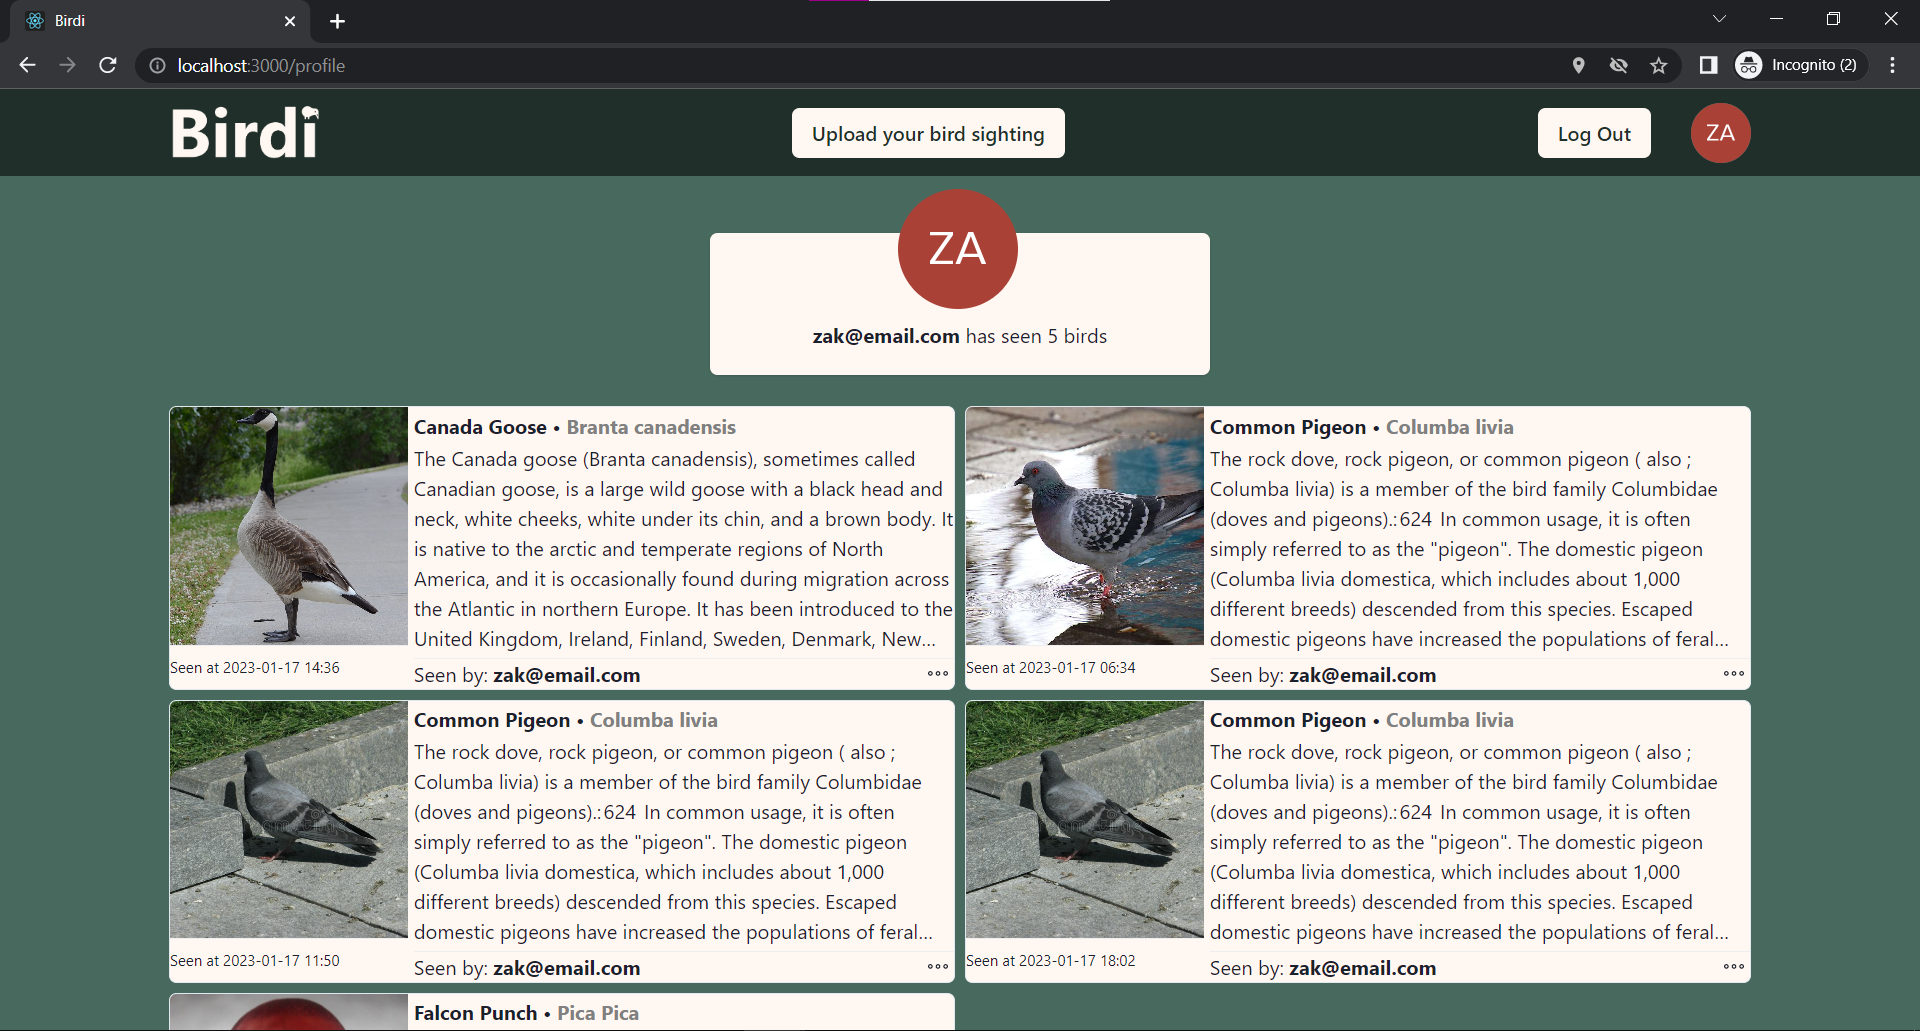 Birdi
localhost:3000/profile
Incognito (2)
Birdi
Upload your bird sighting
Log Out
ZA
ZA
zak@email.com has seen 5 birds
Canada Goose • Branta canadensis
The Canada goose (Branta canadensis), sometimes called
Canadian goose, is a large wild goose with a black head and
neck, white cheeks, white under its chin, and a brown body. It
is native to the arctic and temperate regions of North
America, and it is occasionally found during migration across
the Atlantic in northern Europe. It has been introduced to the
United Kingdom, Ireland, Finland, Sweden, Denmark, New...
Seen at 2023-01-17 14:36
Seen by: zak@email.com
Common Pigeon • Columba livia
The rock dove, rock pigeon, or common pigeon ( also ;
Columba livia) is a member of the bird family Columbidae
(doves and pigeons).:624 In common usage, it is often
simply referred to as the "pigeon". The domestic pigeon
(Columba livia domestica, which includes about 1,000
different breeds) descended from this species. Escaped
domestic pigeons have increased the populations of feral...
Seen at 2023-01-17 06:34
Seen by: zak@email.com
Common Pigeon • Columba livia
The rock dove, rock pigeon, or common pigeon ( also ;
Columba livia) is a member of the bird family Columbidae
(doves and pigeons).:624 In common usage, it is often
simply referred to as the "pigeon". The domestic pigeon
(Columba livia domestica, which includes about 1,000
different breeds) descended from this species. Escaped
domestic pigeons have increased the populations of feral...
Seen at 2023-01-17 11:50
Seen by: zak@email.com
Common Pigeon • Columba livia
The rock dove, rock pigeon, or common pigeon ( also ;
Columba livia) is a member of the bird family Columbidae
(doves and pigeons).:624 In common usage, it is often
simply referred to as the "pigeon". The domestic pigeon
(Columba livia domestica, which includes about 1,000
different breeds) descended from this species. Escaped
domestic pigeons have increased the populations of feral...
Seen at 2023-01-17 18:02
Seen by: zak@email.com
Falcon Punch • Pica Pica